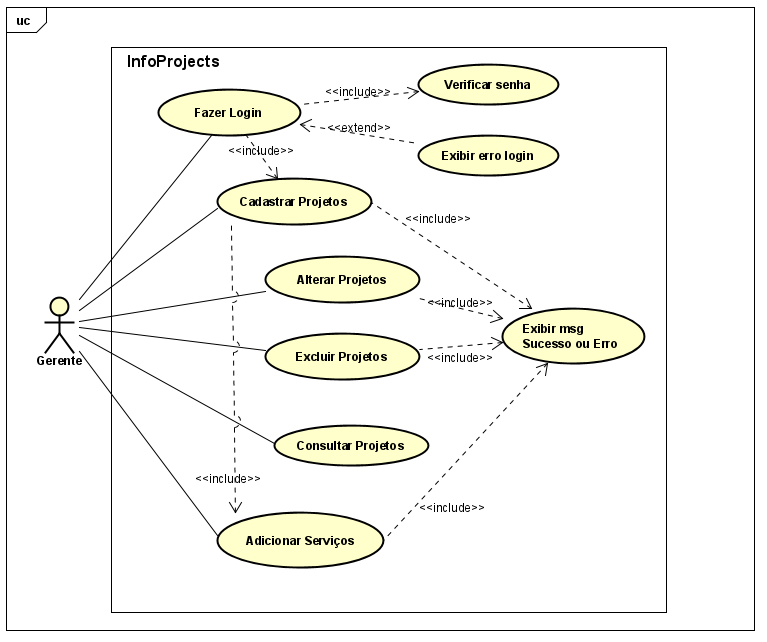 uc
InfoProjects
Verificar senha
<<include>>
Fazer Login
<<extend>>
<<include>>
Exibir erro login
Cadastrar Projetos
<<include>>
Alterar Projetos
<<include>>
Exibir msg
Sucesso ou Erro
Excluir Projetos
<<include>>
Gerente
Consultar Projetos
<<include>>
<<include>>
Adicionar Serviços